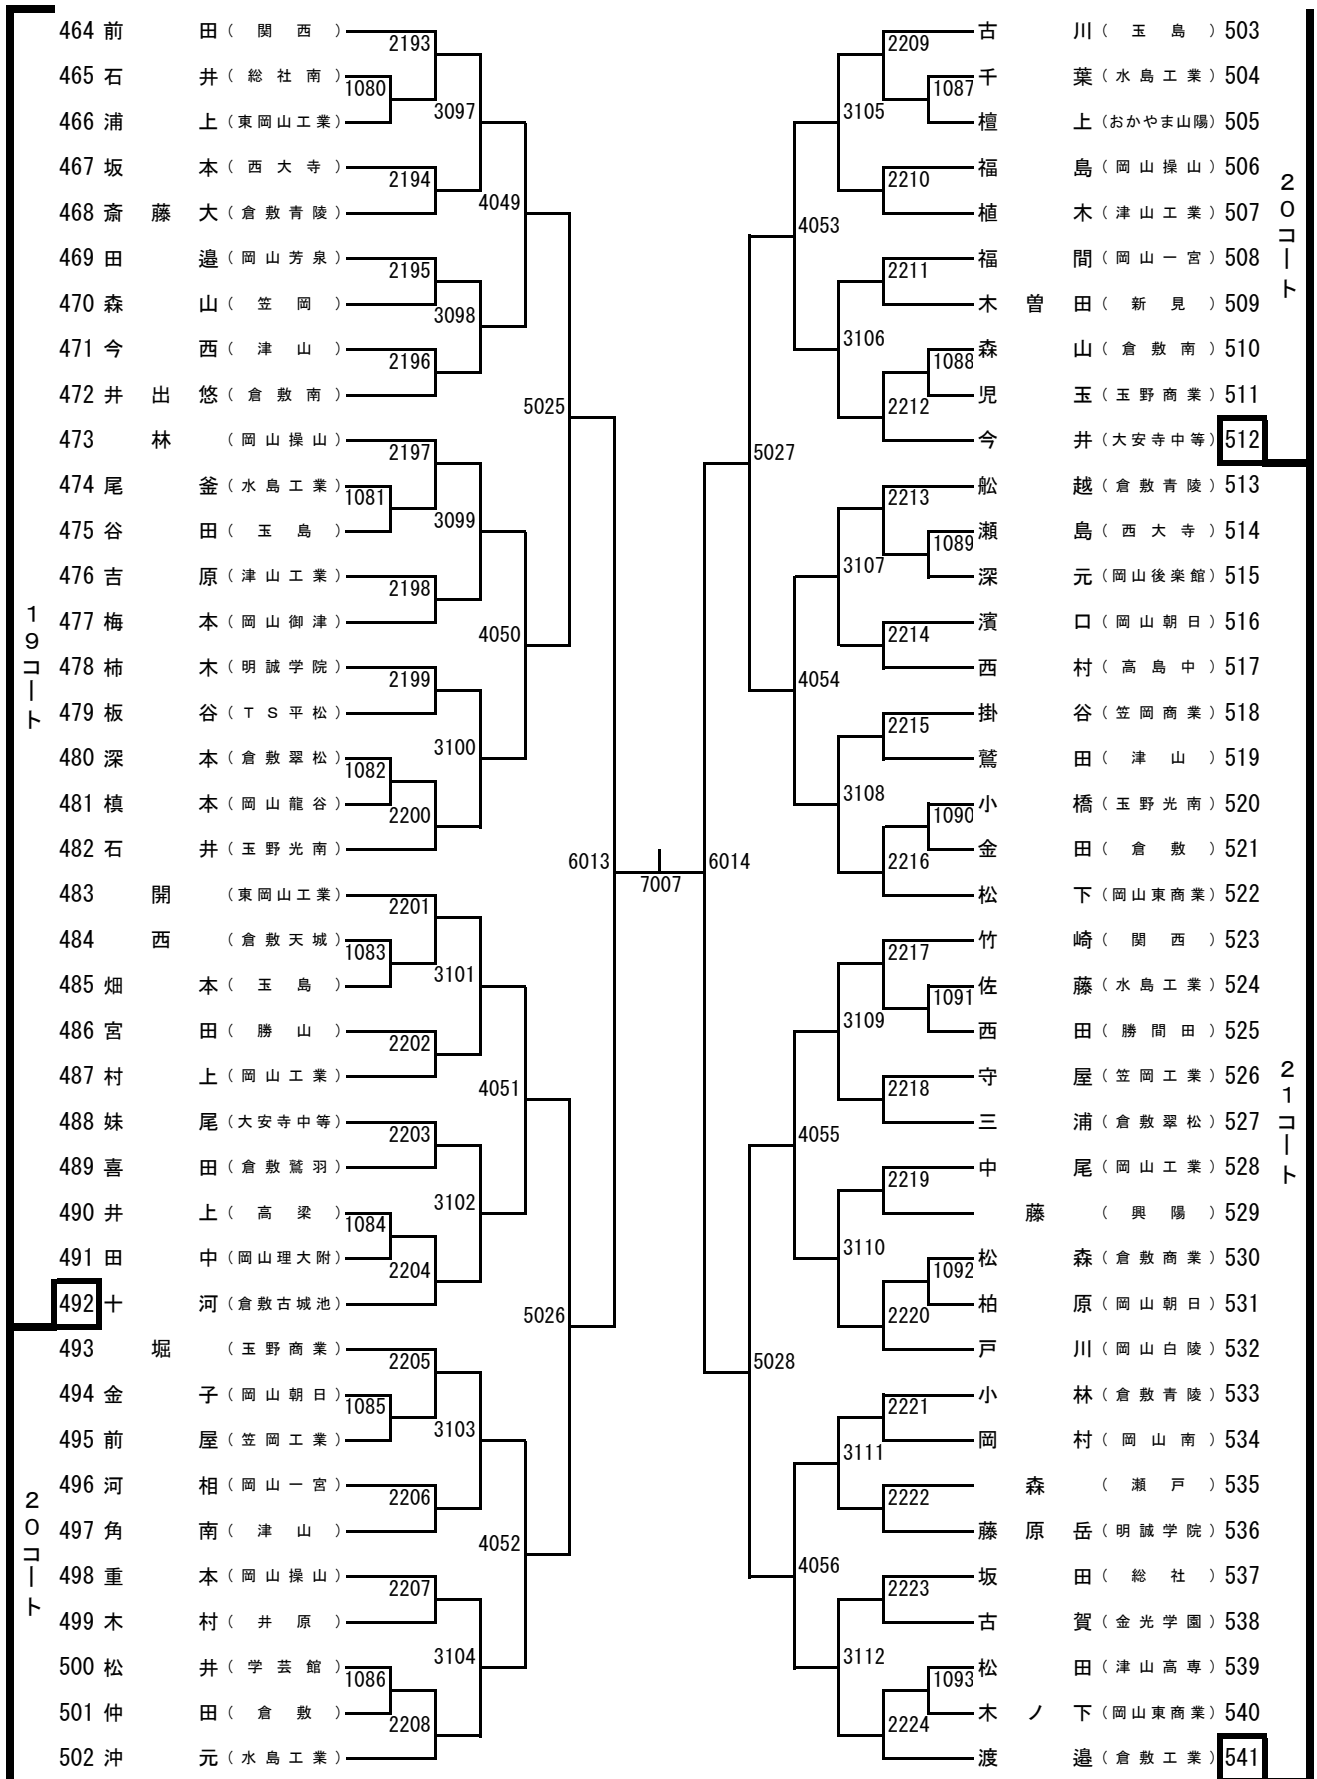 464 前田 (関西)
465 石井 (総社南)
466 浦上 (東岡山工業)
467 坂本 (西大寺)
468 斎藤大 (倉敷青陵)
469 田邉 (岡山芳泉)
470 森山 (笠岡)
471 今西 (津山)
472 井出悠 (倉敷南)
473 林 (岡山操山)
474 尾釜 (水島工業)
475 谷田 (玉島)
476 吉原 (津山工業)
477 梅本 (岡山御津)
478 柿木 (明誠学院)
479 板谷 (TS平松)
480 深本 (倉敷翠松)
481 槙本 (岡山龍谷)
482 石井 (玉野光南)
483 開 (東岡山工業)
484 西 (倉敷天城)
485 畑本 (玉島)
486 宮田 (勝山)
487 村上 (岡山工業)
488 妹尾 (大安寺中等)
489 喜田 (倉敷鷲羽)
490 井上 (高梁)
491 田中 (岡山理大附)
492 十河 (倉敷古城池)
493 堀 (玉野商業)
494 金子 (岡山朝日)
495 前屋 (笠岡工業)
496 河相 (岡山一宮)
497 角南 (津山)
498 重本 (岡山操山)
499 木村 (井原)
500 松井 (学芸館)
501 仲田 (倉敷)
502 沖元 (水島工業)
19コート
20コート
1080
1081
1082
1083
1084
1085
1086
2193
2194
2195
2196
2197
2198
2199
2200
2201
2202
2203
2204
2205
2206
2207
2208
3097
3098
3099
3100
3101
3102
3103
3104
4049
4050
4051
4052
5025
5026
6013
7007
6014
5027
5028
4053
4054
4055
4056
3105
3106
3107
3108
3109
3110
3111
3112
2209
2210
2211
2212
2213
2214
2215
2216
2217
2218
2219
2220
2221
2222
2223
2224
1087
1088
1089
1090
1091
1092
1093
古川 (玉島) 503
千葉 (水島工業) 504
檀上 (おかやま山陽) 505
福島 (岡山操山) 506
植木 (津山工業) 507
福間 (岡山一宮) 508
木曽田 (新見) 509
森山 (倉敷南) 510
児玉 (玉野商業) 511
今井 (大安寺中等) 512
舩越 (倉敷青陵) 513
瀬島 (西大寺) 514
深元 (岡山後楽館) 515
濱口 (岡山朝日) 516
西村 (高島中) 517
掛谷 (笠岡商業) 518
鷲田 (津山) 519
小橋 (玉野光南) 520
金田 (倉敷) 521
松下 (岡山東商業) 522
竹崎 (関西) 523
佐藤 (水島工業) 524
西田 (勝間田) 525
守屋 (笠岡工業) 526
三浦 (倉敷翠松) 527
中尾 (岡山工業) 528
藤 (興陽) 529
松森 (倉敷商業) 530
柏原 (岡山朝日) 531
戸川 (岡山白陵) 532
小林 (倉敷青陵) 533
岡村 (岡山南) 534
森 (瀬戸) 535
藤原岳 (明誠学院) 536
坂田 (総社) 537
古賀 (金光学園) 538
松田 (津山高専) 539
木ノ下 (岡山東商業) 540
渡邉 (倉敷工業) 541
20コート
21コート